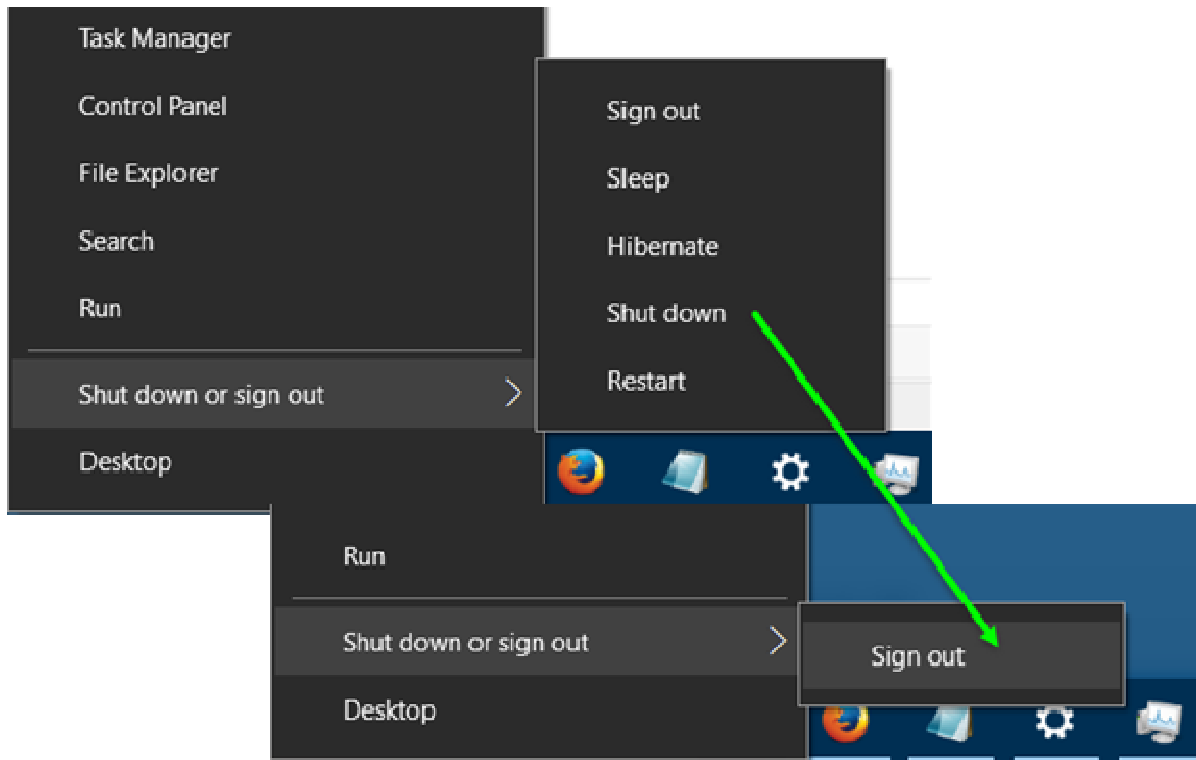 Task Manager
Control Panel
File Explorer
Search
Run
Shut down or sign out
Desktop
Sign out
Sleep
Hibernate
Shut down
Restart
Run
Shut down or sign out
Desktop
Sign out